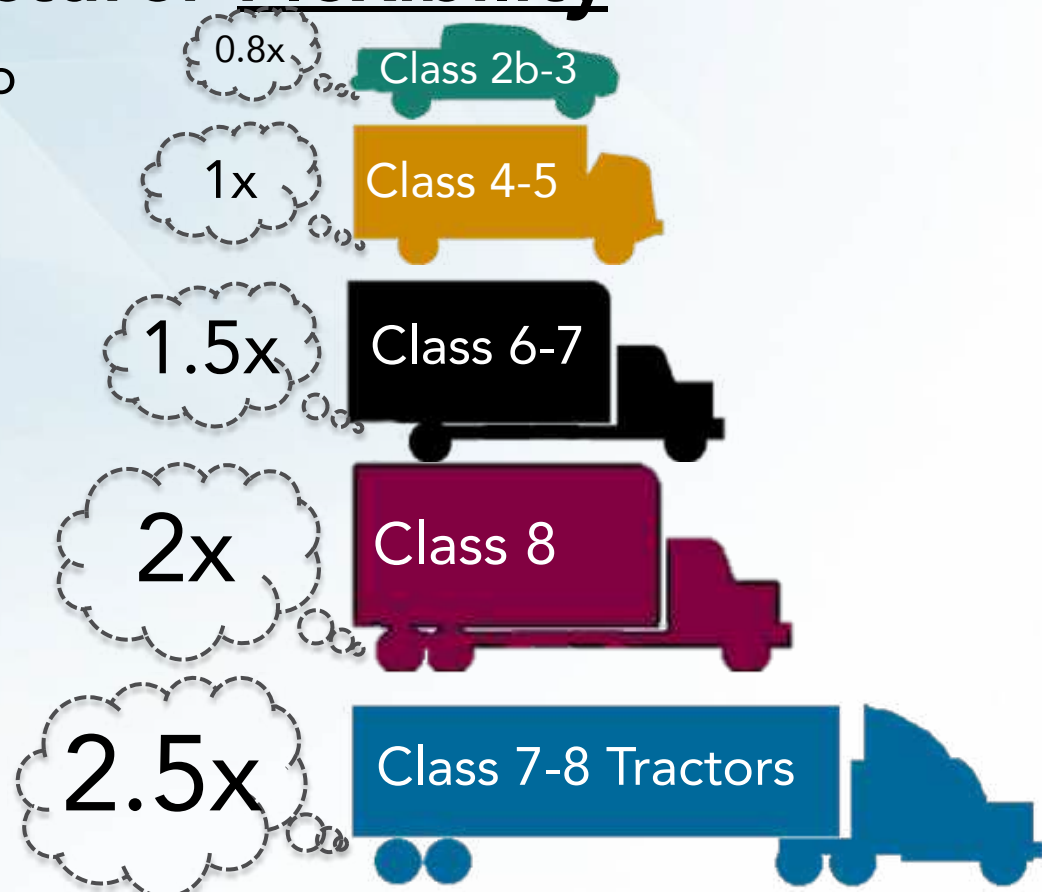 Flexibility
0.8x
Class 2b-3
1x
Class 4-5
1.5x
Class 6-7
2x
Class 8
2.5x
Class 7-8 Tractors